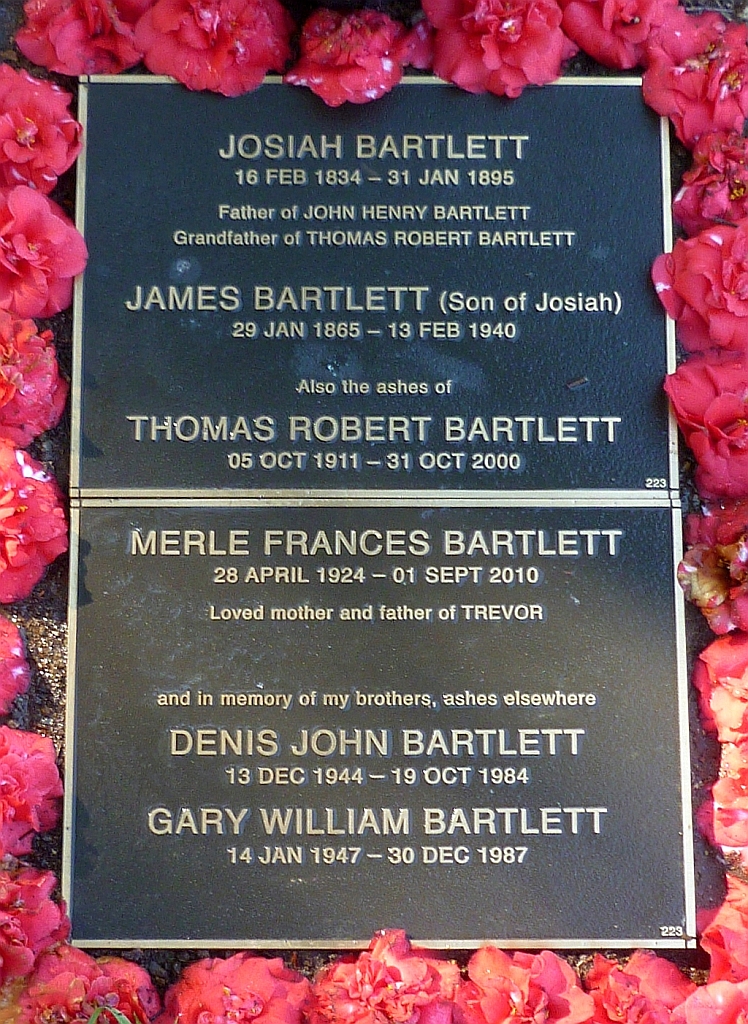 JOSIAH BARTLETT
16 FEB 1834 – 31 JAN 1895
Father of JOHN HENRY BARTLETT
Grandfather of THOMAS ROBERT BARTLETT
JAMES BARTLETT (Son of Josiah)
29 JAN 1865 – 13 FEB 1940
Also the ashes of
THOMAS ROBERT BARTLETT
05 OCT 1911 – 31 OCT 2000
223
MERLE FRANCES BARTLETT
28 APRIL 1924 – 01 SEPT 2010
Loved mother and father of TREVOR
and in memory of my brothers, ashes elsewhere
DENIS JOHN BARTLETT
13 DEC 1944 – 19 OCT 1984
GARY WILLIAM BARTLETT
14 JAN 1947 – 30 DEC 1987
223